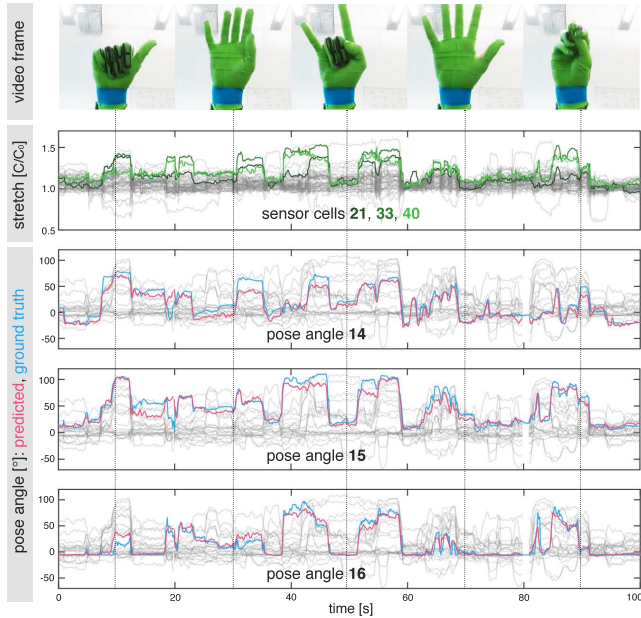 video frame
stretch [C/C₀]
1.5
1.0
0.5
sensor cells 21, 33, 40
pose angle [°]: predicted, ground truth
100
50
0
-50
pose angle 14
100
50
0
-50
pose angle 15
100
50
0
-50
pose angle 16
0 20 40 60 80 100
time [s]